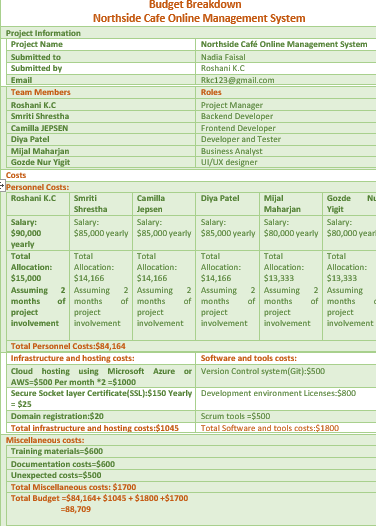 Budget Breakdown
Northside Cafe Online Management System
Project Information
Project Name Northside Café Online Management System
Submitted to Nadia Faisal
Submitted by Roshani K.C
Email Rkc123@gmail.com
Team Members Roles
Roshani K.C Project Manager
Smriti Shrestha Backend Developer
Camilla JEPSEN Frontend Developer
Diya Patel Developer and Tester
Mijal Maharjan Business Analyst
Gozde Nur Yigit UI/UX designer
Costs
Personnel Costs:
Roshani K.C Smriti Camilla Diya Patel Mijal Gozde Nu
Shrestha Jepsen Maharjan Yigit
Salary: Salary: Salary: Salary: Salary: Salary:
$90,000 $85,000 yearly $85,000 yearly $85,000 yearly $80,000 yearly $80,000 year
yearly
Total Total Total Total Total Total
Allocation: Allocation: Allocation: Allocation: Allocation: Allocation:
$15,000 $14,166 $14,166 $14,166 $13,333 $13,333
Assuming 2 Assuming 2 Assuming 2 Assuming 2 Assuming 2 Assuming
months of months of months of months of months of months
project project project project project project
involvement involvement involvement involvement involvement involvement
Total Personnel Costs:$84,164
Infrastructure and hosting costs: Software and tools costs:
Cloud hosting using Microsoft Azure or Version Control system(Git):$500
AWS=$500 Per month *2 =$1000
Secure Socket layer Certificate(SSL):$150 Yearly Development environment Licenses:$800
= $25
Domain registration:$20 Scrum tools =$500
Total infrastructure and hosting costs:$1045 Total Software and tools costs:$1800
Miscellaneous costs:
Training materials=$600
Documentation costs=$600
Unexpected costs=$500
Total Miscellaneous costs: $1700
Total Budget =$84,164+ $1045 + $1800 +$1700
=88,709